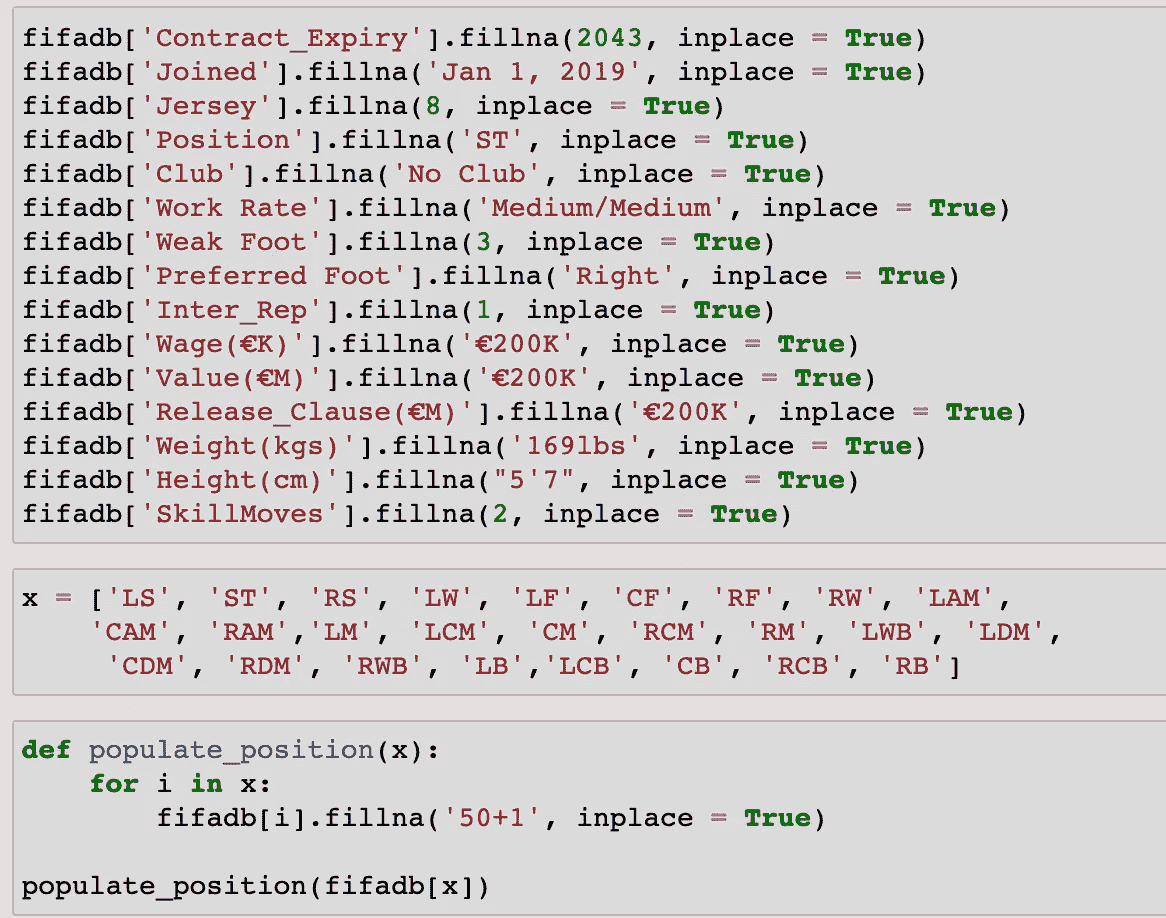 fifadb['Contract_Expiry'].fillna(2043, inplace = True)
fifadb['Joined'].fillna('Jan 1, 2019', inplace = True)
fifadb['Jersey'].fillna(8, inplace = True)
fifadb['Position'].fillna('ST', inplace = True)
fifadb['Club'].fillna('No Club', inplace = True)
fifadb['Work Rate'].fillna('Medium/Medium', inplace = True)
fifadb['Weak Foot'].fillna(3, inplace = True)
fifadb['Preferred Foot'].fillna('Right', inplace = True)
fifadb['Inter_Rep'].fillna(1, inplace = True)
fifadb['Wage(€K)'].fillna('€200K', inplace = True)
fifadb['Value(€M)'].fillna('€200K', inplace = True)
fifadb['Release_Clause(€M)'].fillna('€200K', inplace = True)
fifadb['Weight(kgs)'].fillna('169lbs', inplace = True)
fifadb['Height(cm)'].fillna("5'7", inplace = True)
fifadb['SkillMoves'].fillna(2, inplace = True)
x = ['LS', 'ST', 'RS', 'LW', 'LF', 'CF', 'RF', 'RW', 'LAM',
    'CAM', 'RAM','LM', 'LCM', 'CM', 'RCM', 'RM', 'LWB', 'LDM',
     'CDM', 'RDM', 'RWB', 'LB','LCB', 'CB', 'RCB', 'RB']
def populate_position(x):
    for i in x:
        fifadb[i].fillna('50+1', inplace = True)
populate_position(fifadb[x])